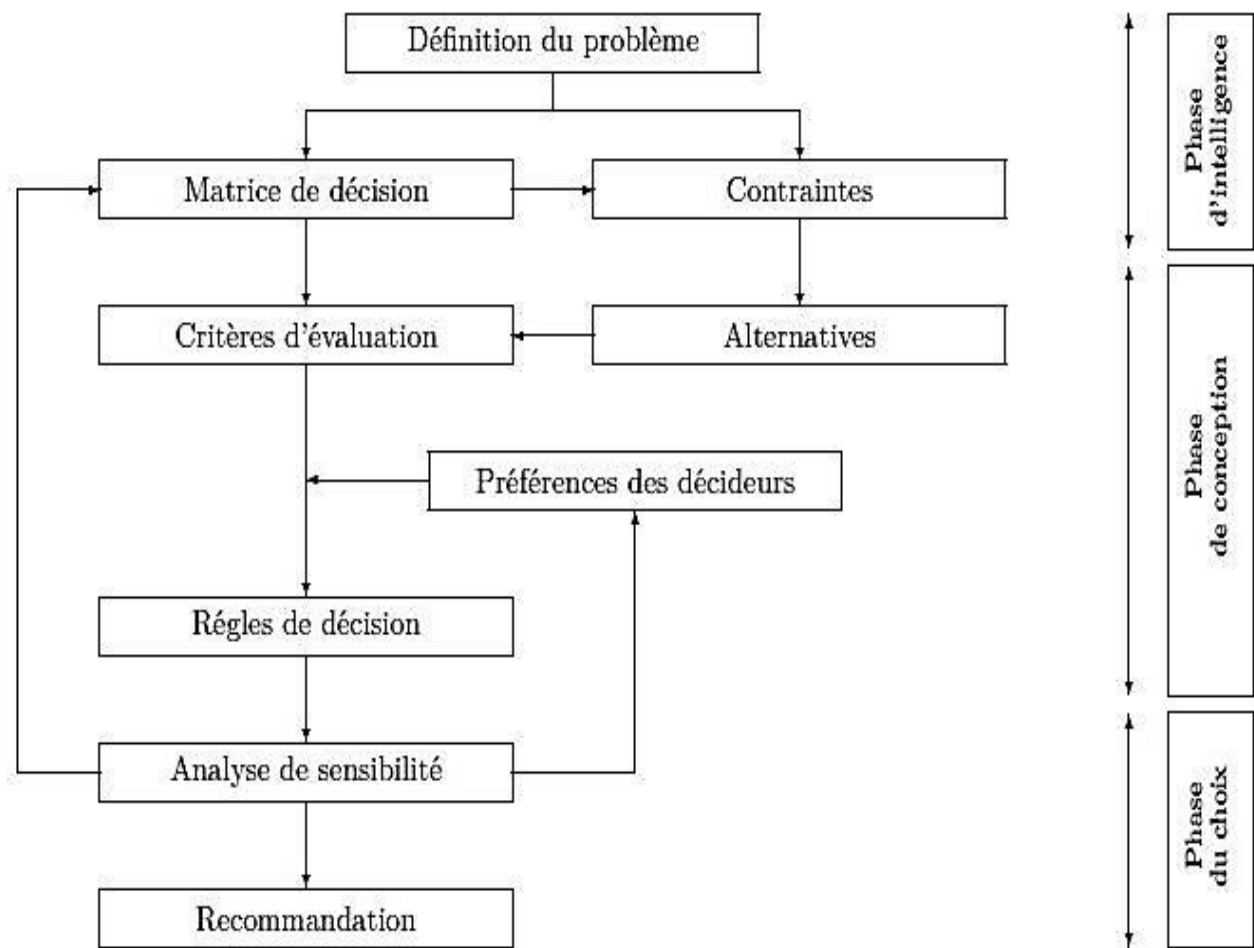 Définition du problème
Matrice de décision
Contraintes
Critères d'évaluation
Alternatives
Préférences des décideurs
Régles de décision
Analyse de sensibilité
Recommandation
Phase
d'intelligence
Phase
de conception
Phase
du choix